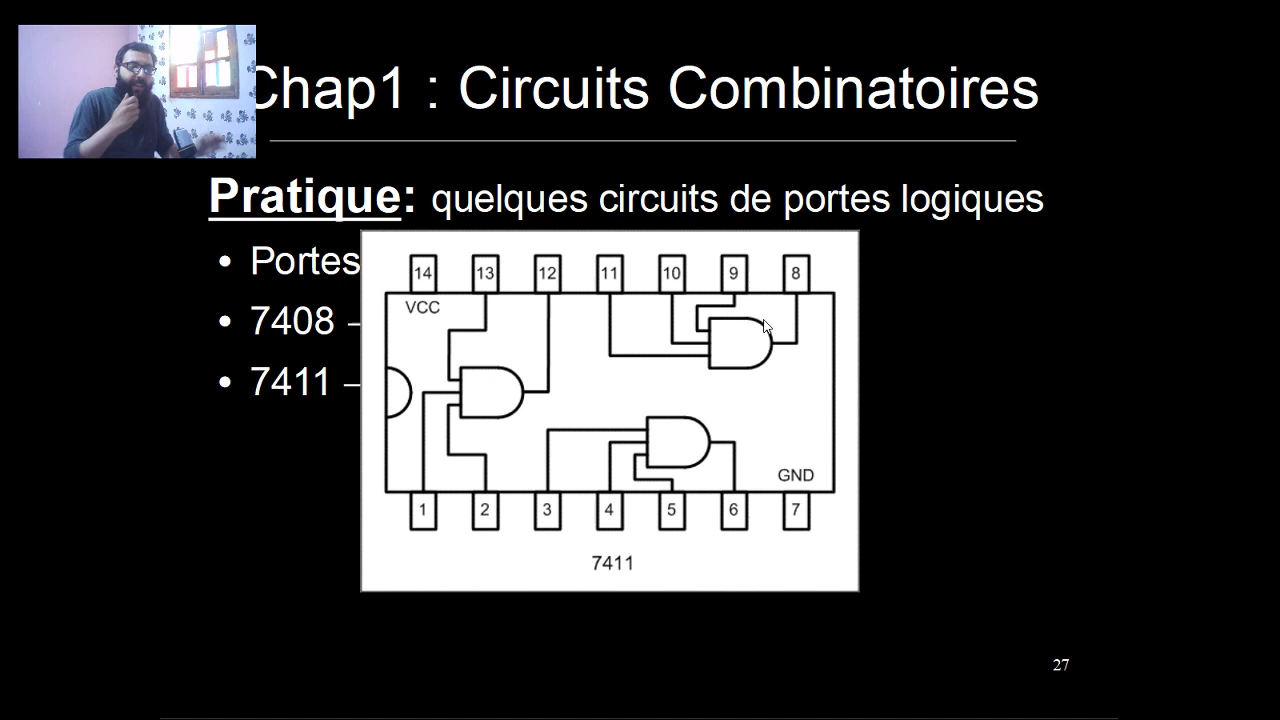 Chap1 : Circuits Combinatoires
Pratique: quelques circuits de portes logiques
• Portes
• 7408 –
• 7411 –
14 13 12 11 10 9 8
VCC
GND
1 2 3 4 5 6 7
7411
27